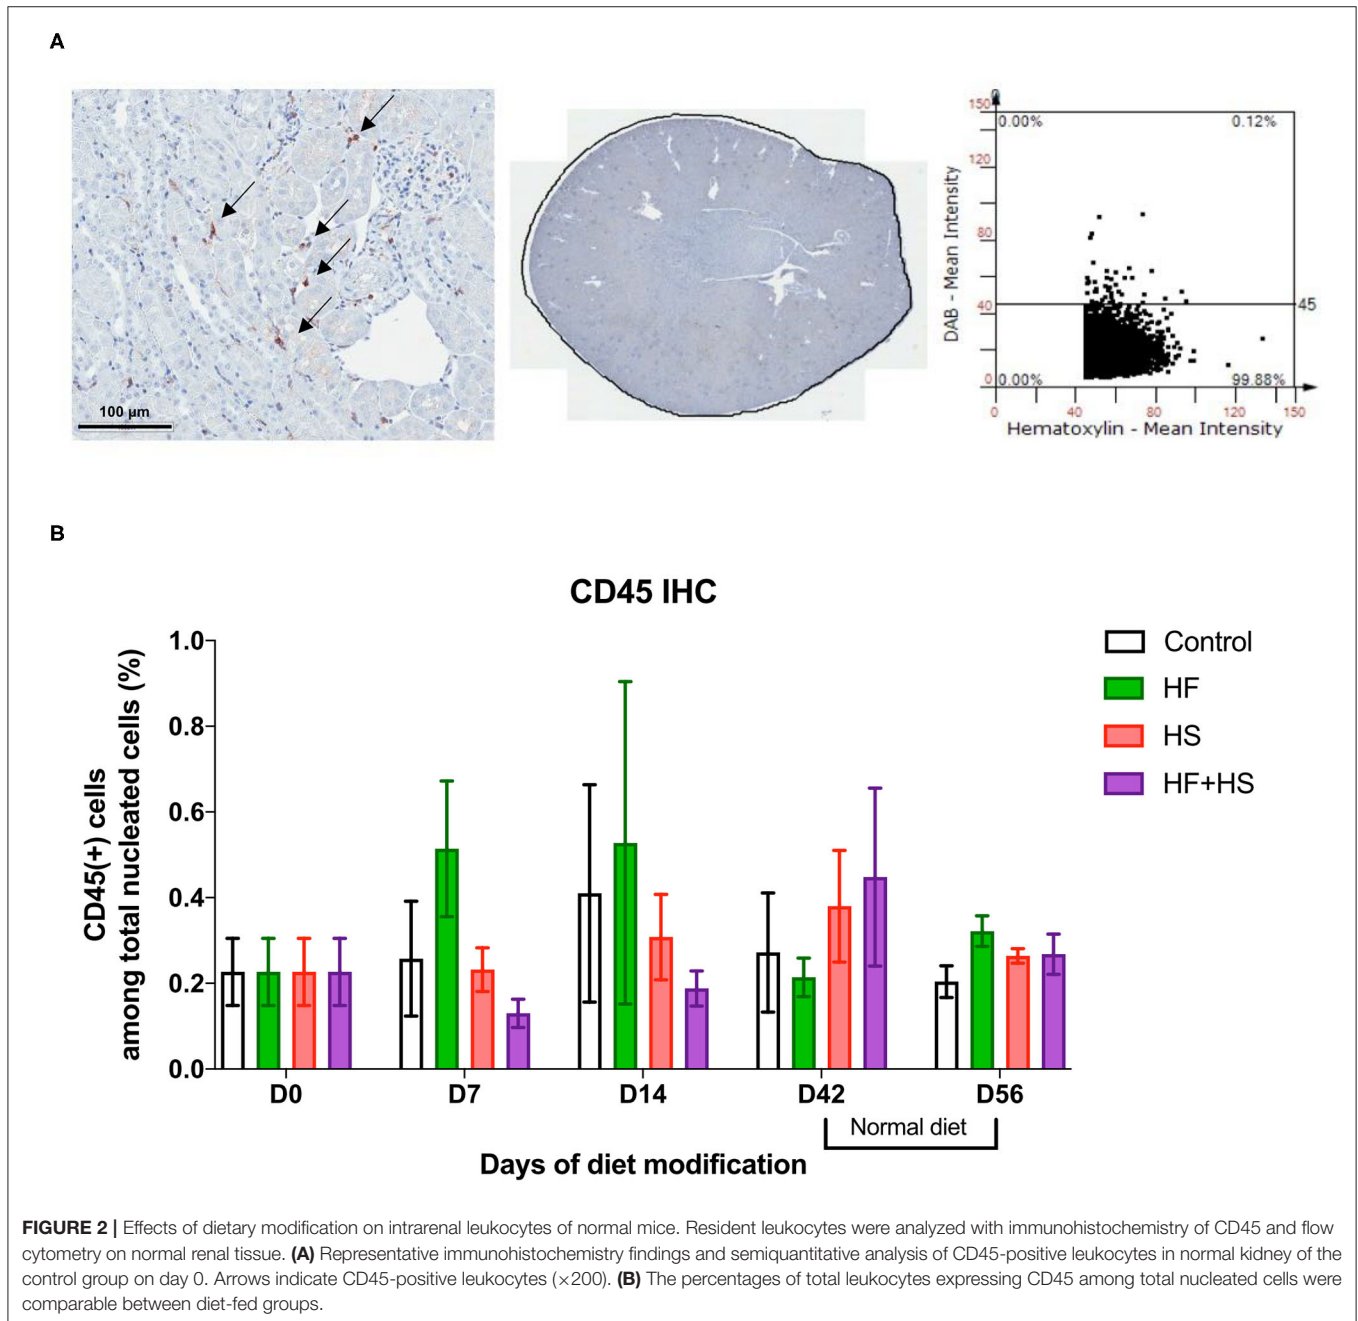 A
100 µm
150
120
80
40
0
0.00%
0.12%
45
0.00%
99.88%
0
40
80
120
150
DAB - Mean Intensity
Hematoxylin - Mean Intensity
B
CD45 IHC
CD45(+) cells
among total nucleated cells (%)
1.0
0.8
0.6
0.4
0.2
0.0
D0
D7
D14
D42
D56
Normal diet
Days of diet modification
Control
HF
HS
HF+HS
FIGURE 2 | Effects of dietary modification on intrarenal leukocytes of normal mice. Resident leukocytes were analyzed with immunohistochemistry of CD45 and flow
cytometry on normal renal tissue. (A) Representative immunohistochemistry findings and semiquantitative analysis of CD45-positive leukocytes in normal kidney of the
control group on day 0. Arrows indicate CD45-positive leukocytes (×200). (B) The percentages of total leukocytes expressing CD45 among total nucleated cells were
comparable between diet-fed groups.